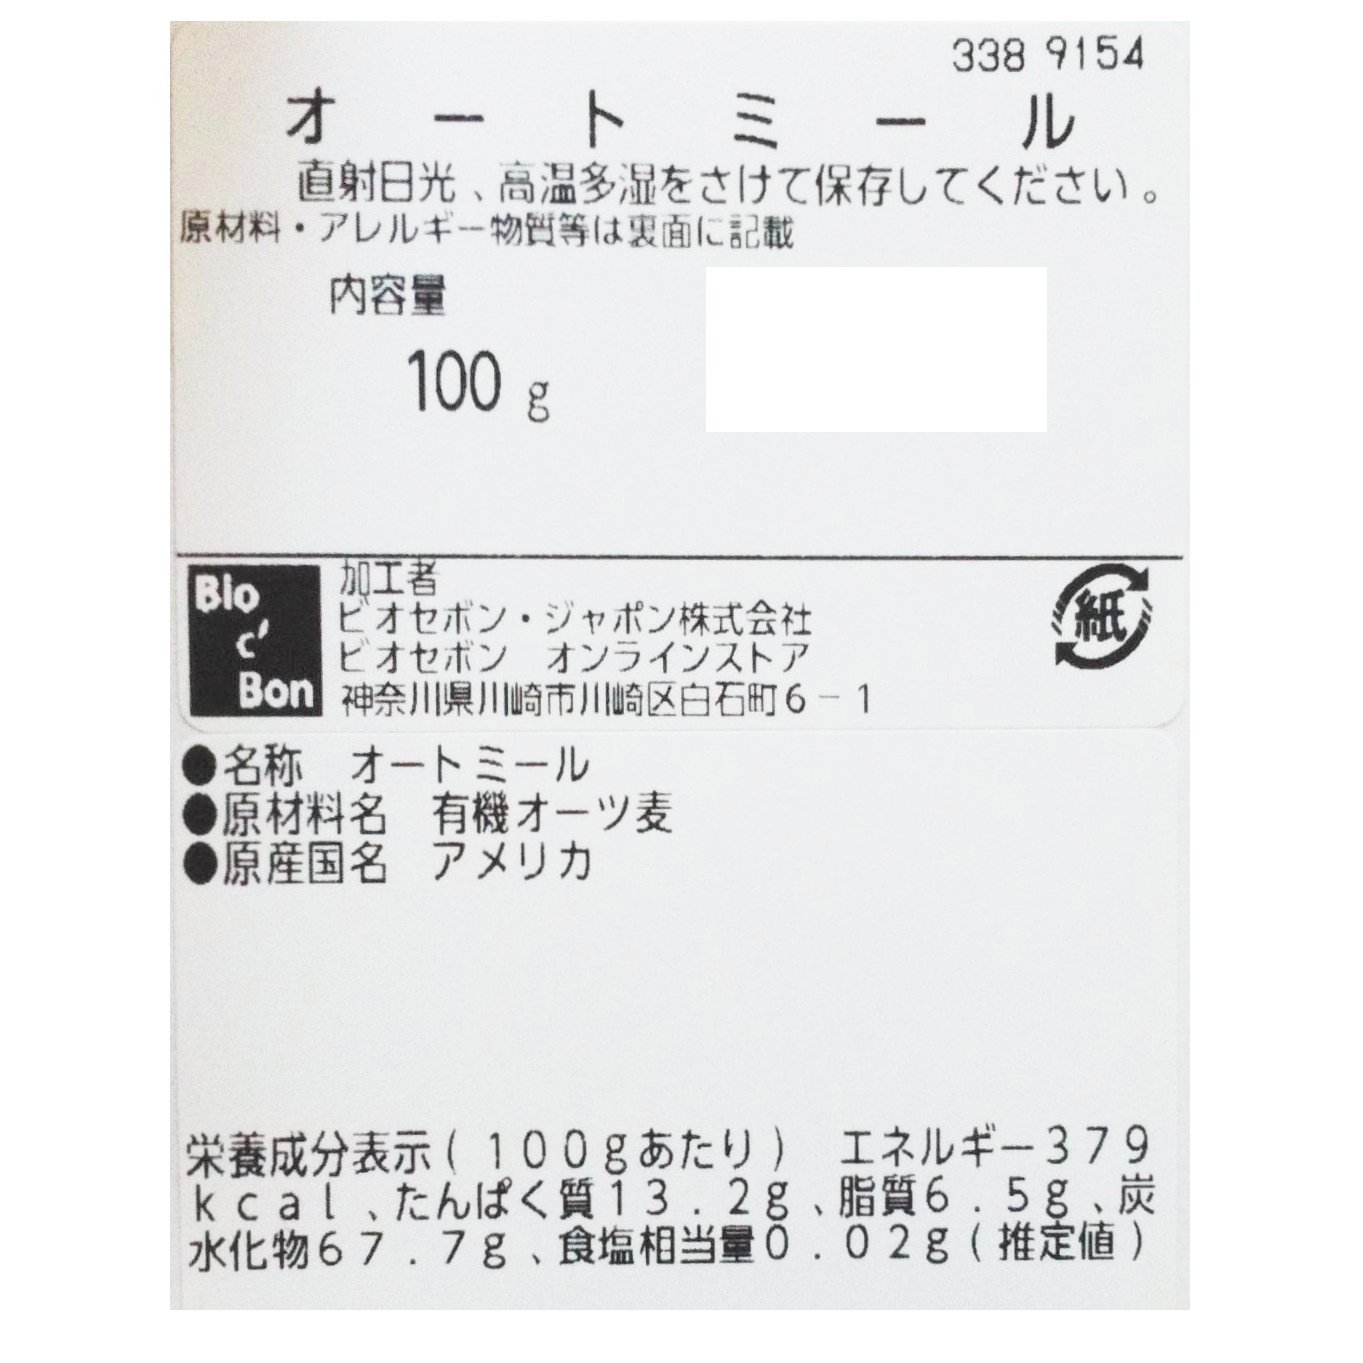 338 9154
オートミール
直射日光、高温多湿をさけて保存してください。
原材料・アレルギー物質等は裏面に記載
内容量
100 g
Bio
c'
Bon
加工者
ビオセボン・ジャポン株式会社
ビオセボン　オンラインストア
神奈川県川崎市川崎区白石町6－1
紙
●名称　オートミール
●原材料名　有機オーツ麦
●原産国名　アメリカ
栄養成分表示(100gあたり)　エネルギー379
kcal、たんぱく質13.2g、脂質6.5g、炭
水化物67.7g、食塩相当量0.02g(推定値)